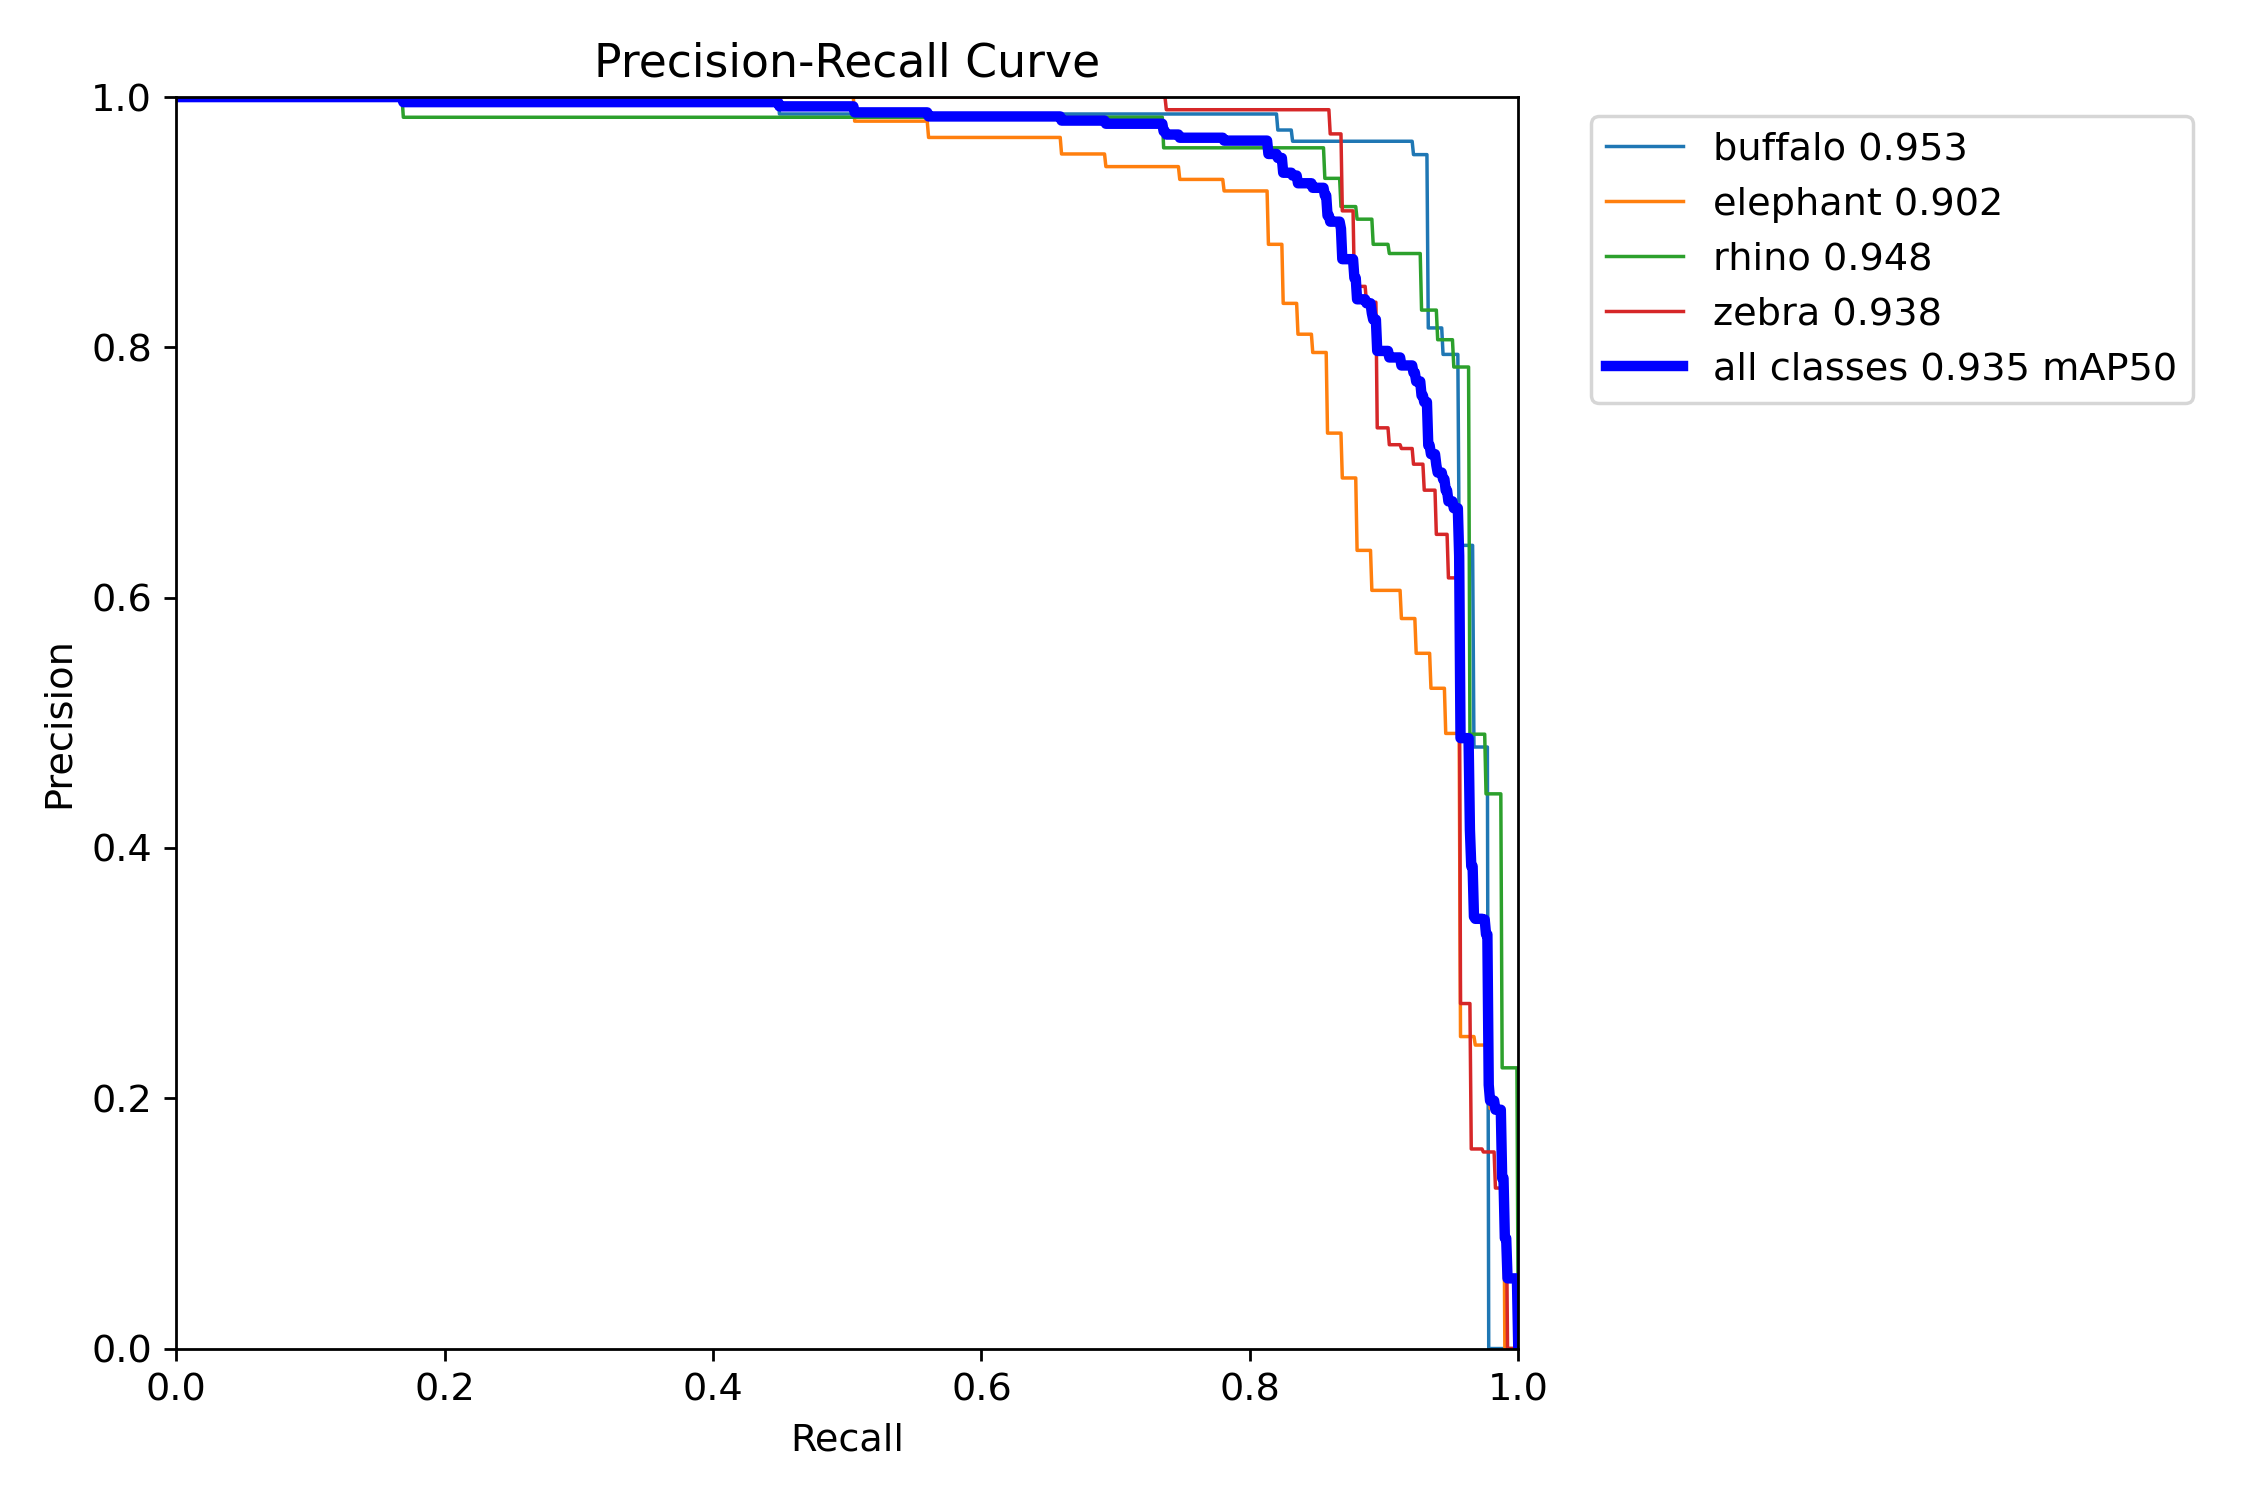 Precision-Recall Curve
1.0
0.8
0.6
0.4
0.2
0.0
Precision
0.0 0.2 0.4 0.6 0.8 1.0
Recall
buffalo 0.953
elephant 0.902
rhino 0.948
zebra 0.938
all classes 0.935 mAP50